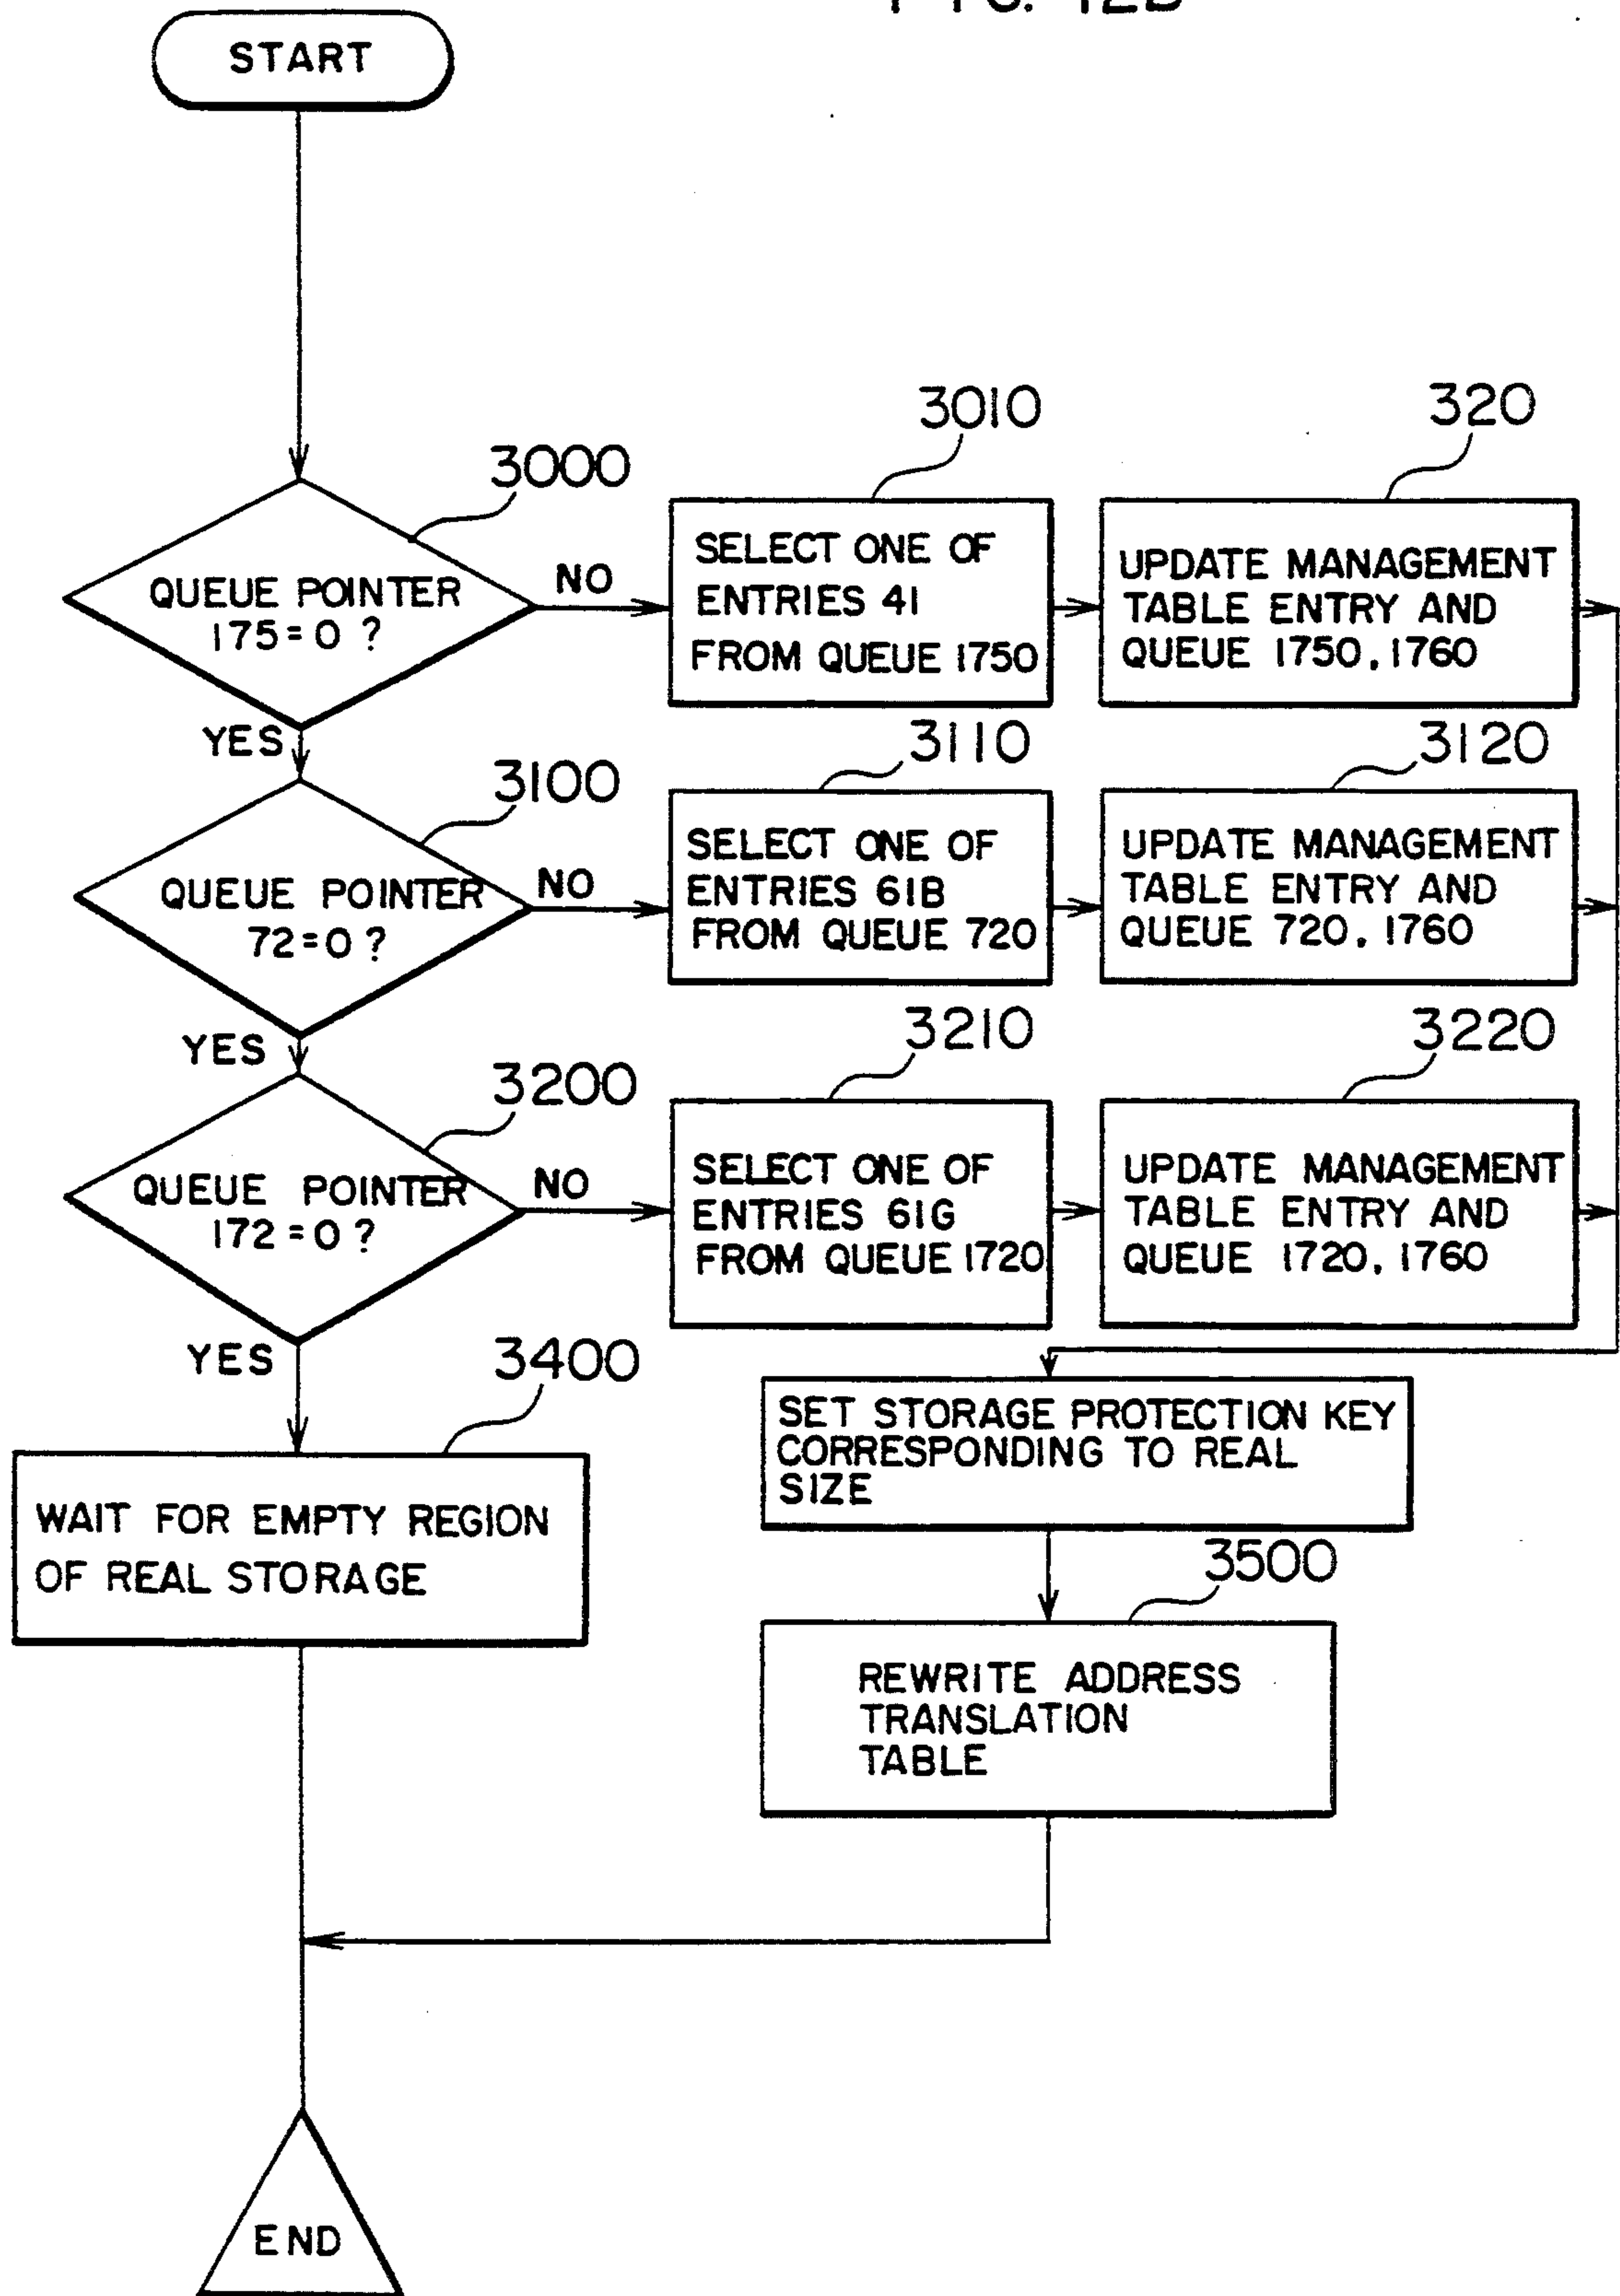 FIG. 12B
START
3000
QUEUE POINTER
175=0 ?
NO
YES
3010
SELECT ONE OF
ENTRIES 41
FROM QUEUE 1750
320
UPDATE MANAGEMENT
TABLE ENTRY AND
QUEUE 1750, 1760
3100
QUEUE POINTER
72=0 ?
NO
YES
3110
SELECT ONE OF
ENTRIES 61B
FROM QUEUE 720
3120
UPDATE MANAGEMENT
TABLE ENTRY AND
QUEUE 720, 1760
3200
QUEUE POINTER
172=0 ?
NO
YES
3210
SELECT ONE OF
ENTRIES 61G
FROM QUEUE 1720
3220
UPDATE MANAGEMENT
TABLE ENTRY AND
QUEUE 1720, 1760
3400
WAIT FOR EMPTY REGION
OF REAL STORAGE
SET STORAGE PROTECTION KEY
CORRESPONDING TO REAL
SIZE
3500
REWRITE ADDRESS
TRANSLATION
TABLE
END